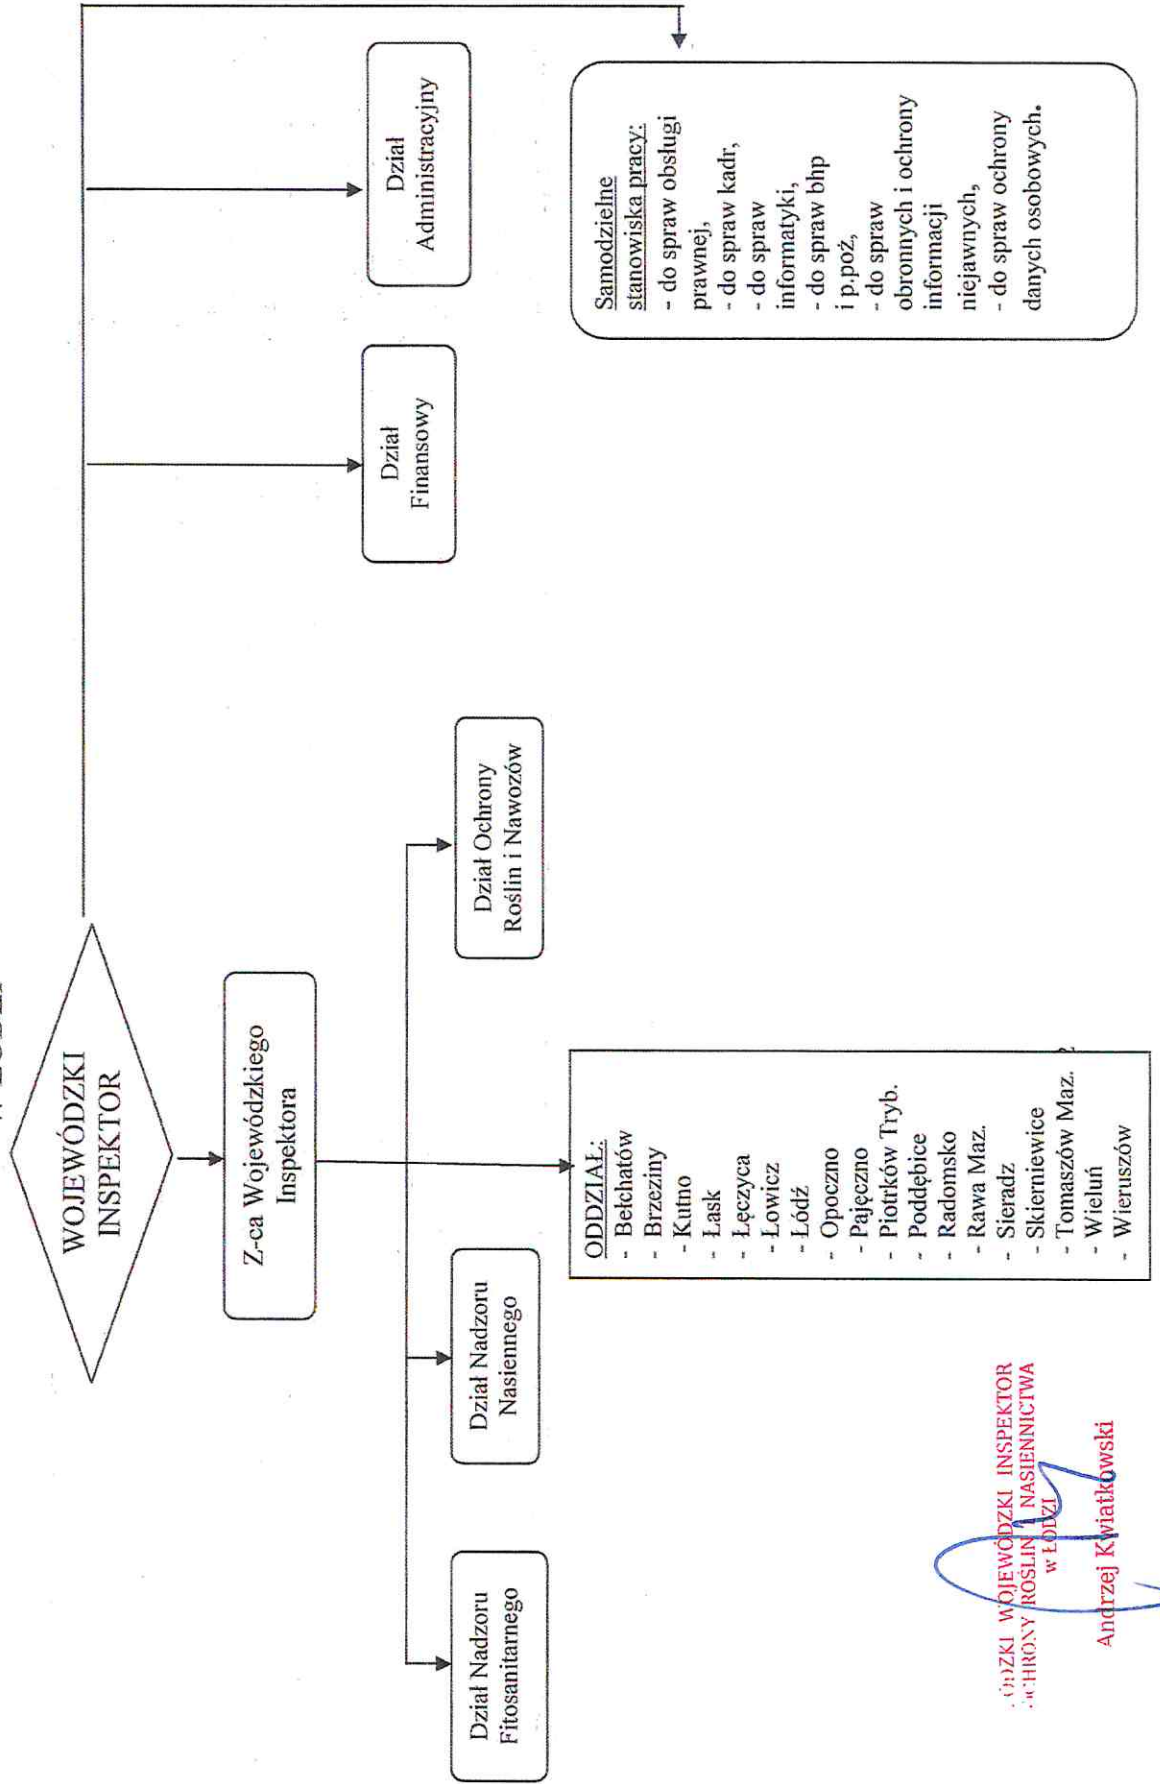 WOJEWÓDZKI
INSPEKTOR
Z-ca Wojewódzkiego
Inspektora
Dział Nadzoru
Fitosanitarnego
Dział Nadzoru
Nasiennego
Dział Ochrony
Roślin i Nawozów
Dział
Finansowy
Dział
Administracyjny
ODDZIAŁ:
- Bełchatów
- Brzeziny
- Kutno
- Łask
- Łęczyca
- Łowicz
- Łódź
- Opoczno
- Pajęczno
- Piotrków Tryb.
- Poddębice
- Radomsko
- Rawa Maz.
- Sieradz
- Skierniewice
- Tomaszów Maz.
- Wieluń
- Wieruszów
Samodzielne
stanowiska pracy:
- do spraw obsługi
prawnej,
- do spraw kadr,
- do spraw
informatyki,
- do spraw bhp
i p.poż,
- do spraw
obronnych i ochrony
informacji
niejawnych,
- do spraw ochrony
danych osobowych.
WOJEWÓDZKI INSPEKTOR
ROŚLIN I NASIENNICTWA
w ŁODZI
Andrzej Kwiatkowski